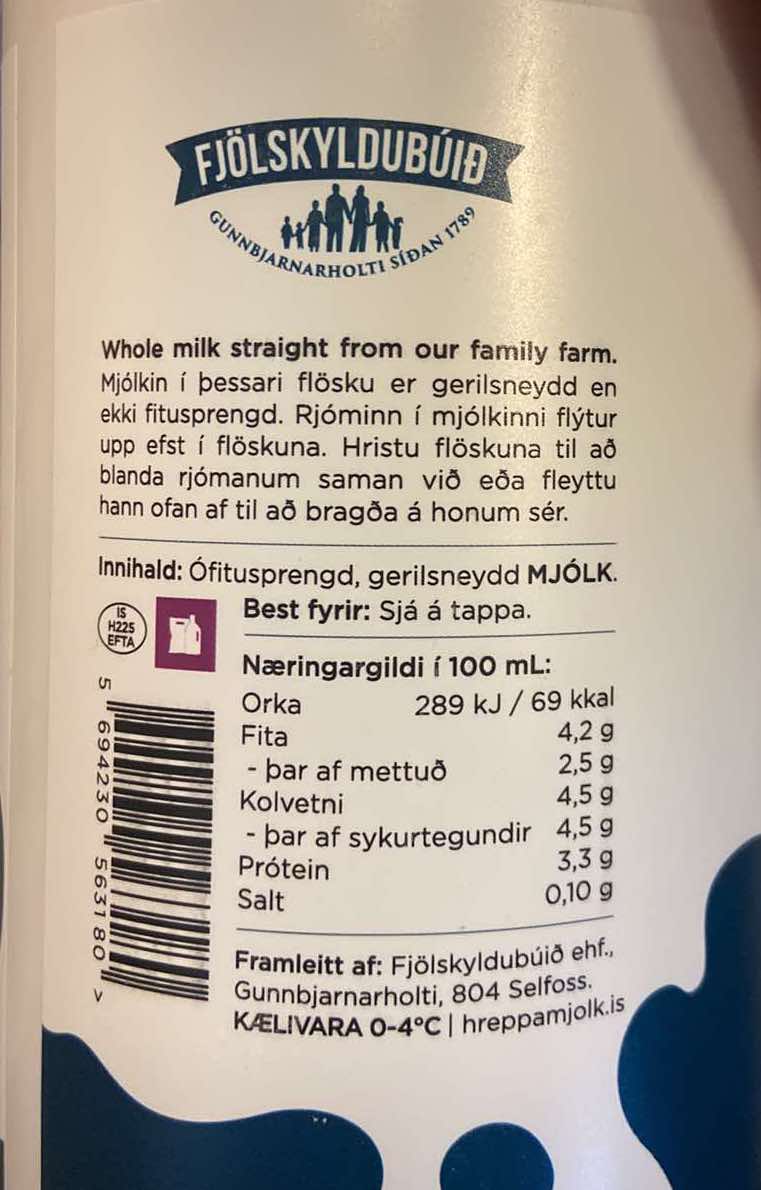 FJÖLSKYLDUBÚIÐ
GUNNBJARNARHOLTI SÍÐAN 1789
Whole milk straight from our family farm.
Mjólkin í þessari flösku er gerilsneydd en
ekki fitusprengd. Rjóminn í mjólkinni flýtur
upp efst í flöskuna. Hristu flöskuna til að
blanda rjómanum saman við eða fleyttu
hann ofan af til að bragða á honum sér.
Innihald: Ófitusprengd, gerilsneydd MJÓLK.
IS
H225
EFTA
Best fyrir: Sjá á tappa.
Næringargildi í 100 mL:
Orka 289 kJ / 69 kkal
Fita 4,2 g
- þar af mettuð 2,5 g
Kolvetni 4,5 g
- þar af sykurtegundir 4,5 g
Prótein 3,3 g
Salt 0,10 g
5 694230 563180 >
Framleitt af: Fjölskyldubúið ehf.,
Gunnbjarnarholti, 804 Selfoss.
KÆLIVARA 0-4°C | hreppamjolk.is